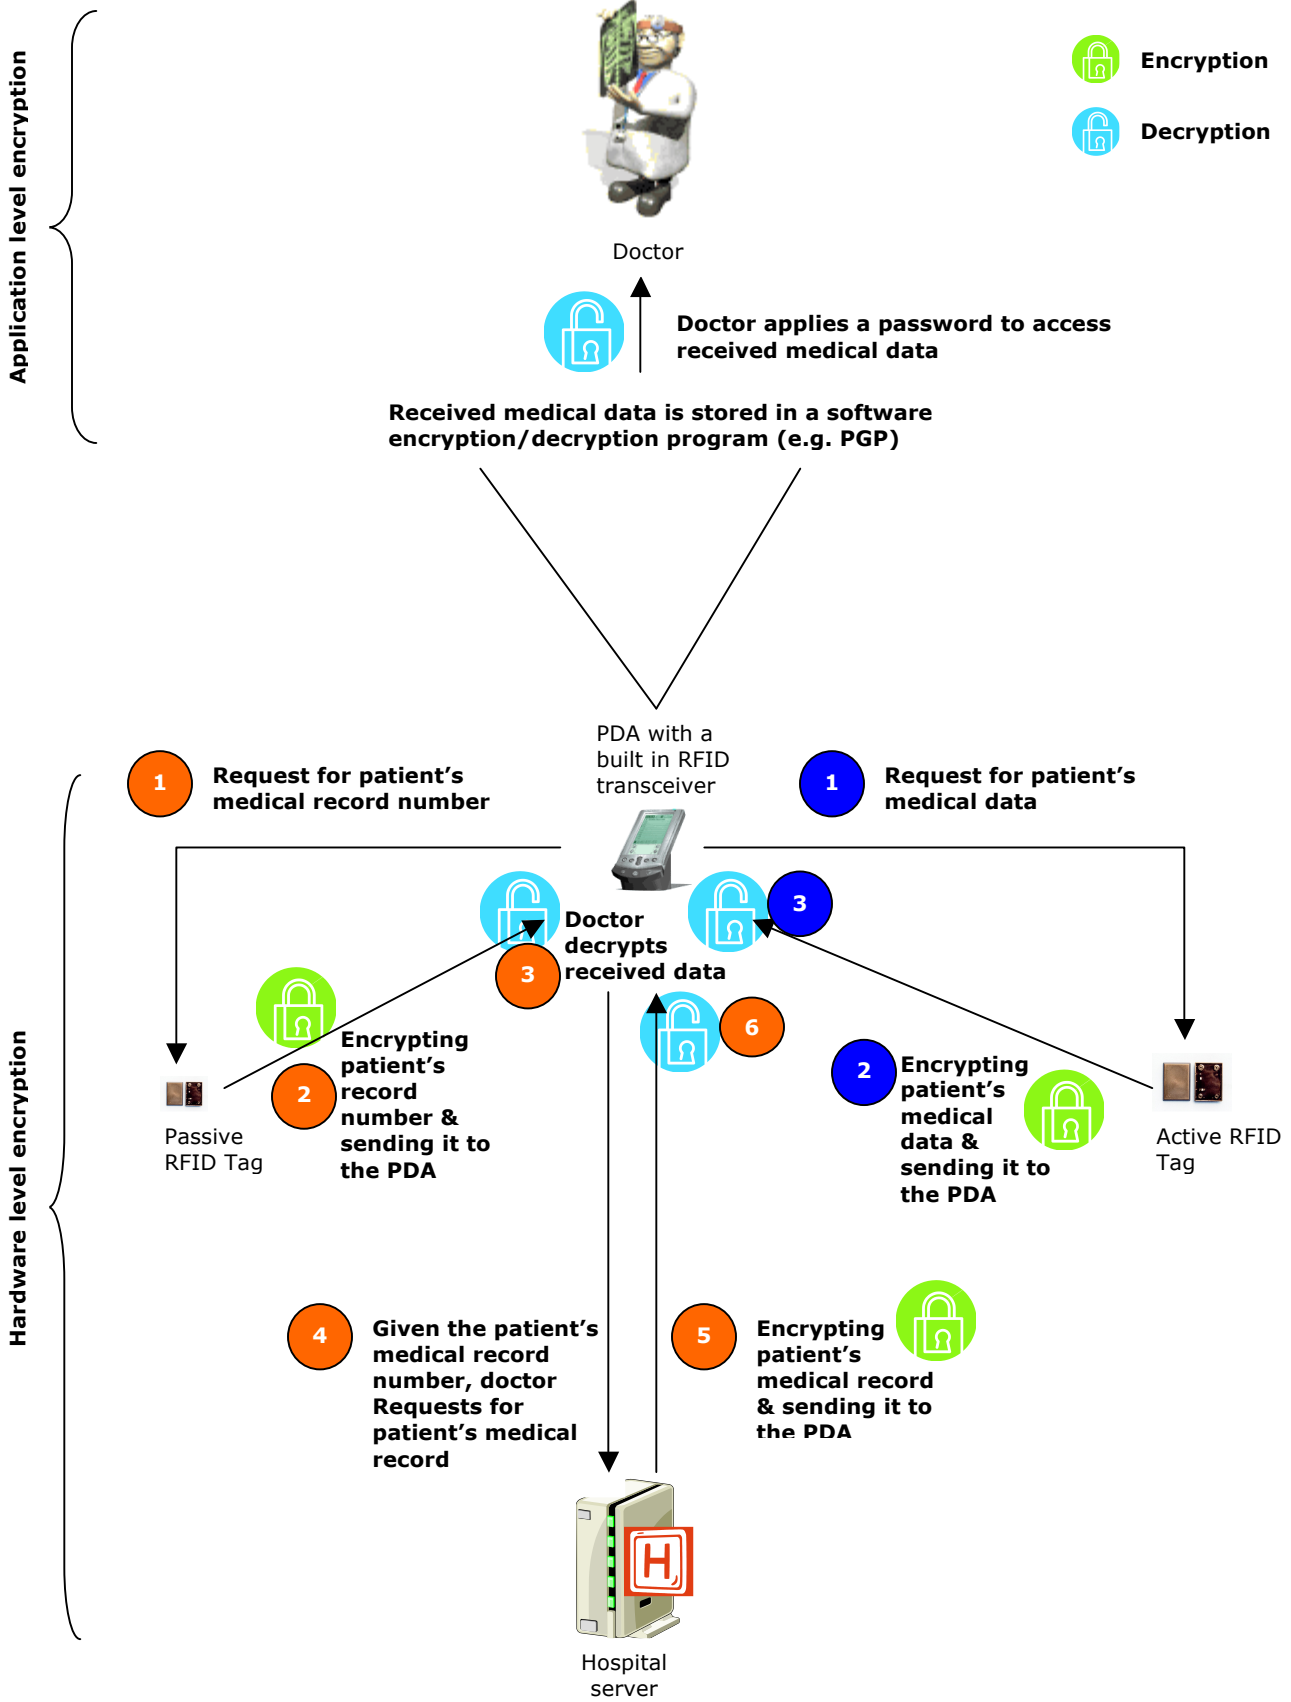 Application level encryption
Encryption
Decryption
Doctor
Doctor applies a password to access
received medical data
Received medical data is stored in a software
encryption/decryption program (e.g. PGP)
Hardware level encryption
PDA with a
built in RFID
transceiver
1
Request for patient's
medical record number
1
Request for patient's
medical data
3
Doctor
decrypts
received data
3
6
2
Encrypting
patient's
record
number &
sending it to
the PDA
2
Encrypting
patient's
medical
data &
sending it to
the PDA
Passive
RFID Tag
Active RFID
Tag
4
Given the patient's
medical record
number, doctor
Requests for
patient's medical
record
5
Encrypting
patient's
medical record
& sending it to
the PDA
H
Hospital
server